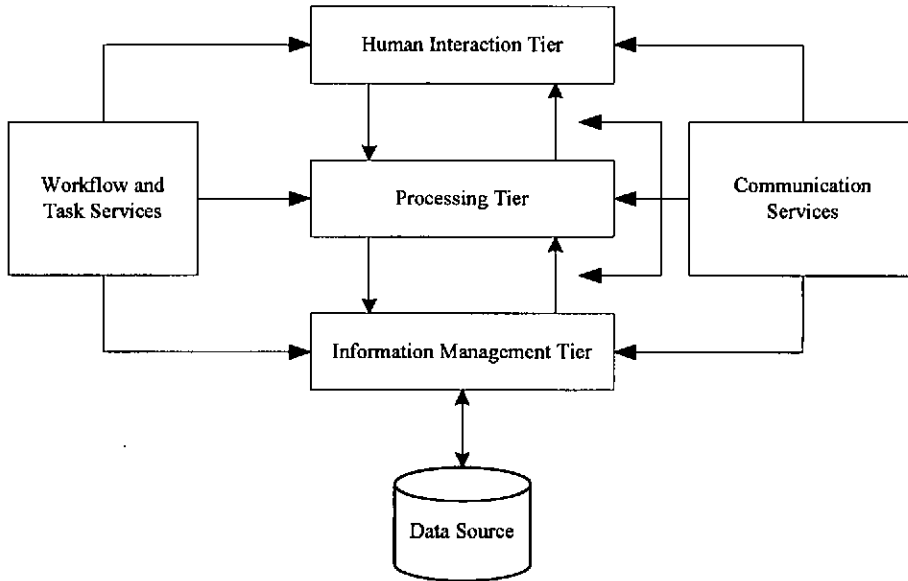 Human Interaction Tier
Workflow and
Task Services
Processing Tier
Communication
Services
Information Management Tier
Data Source